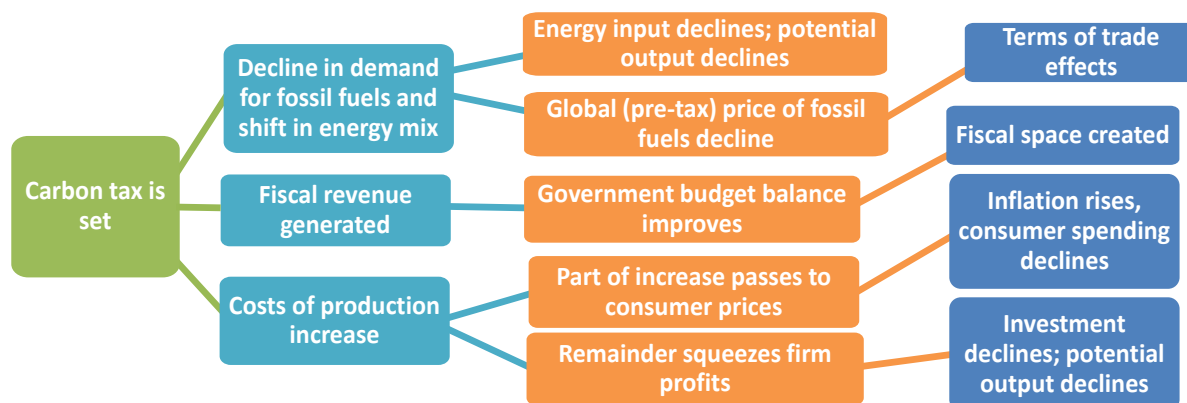 Carbon tax is
set
Decline in demand
for fossil fuels and
shift in energy mix
Fiscal revenue
generated
Costs of production
increase
Energy input declines; potential
output declines
Global (pre-tax) price of fossil
fuels decline
Government budget balance
improves
Part of increase passes to
consumer prices
Remainder squeezes firm
profits
Terms of trade
effects
Fiscal space created
Inflation rises,
consumer spending
declines
Investment
declines; potential
output declines